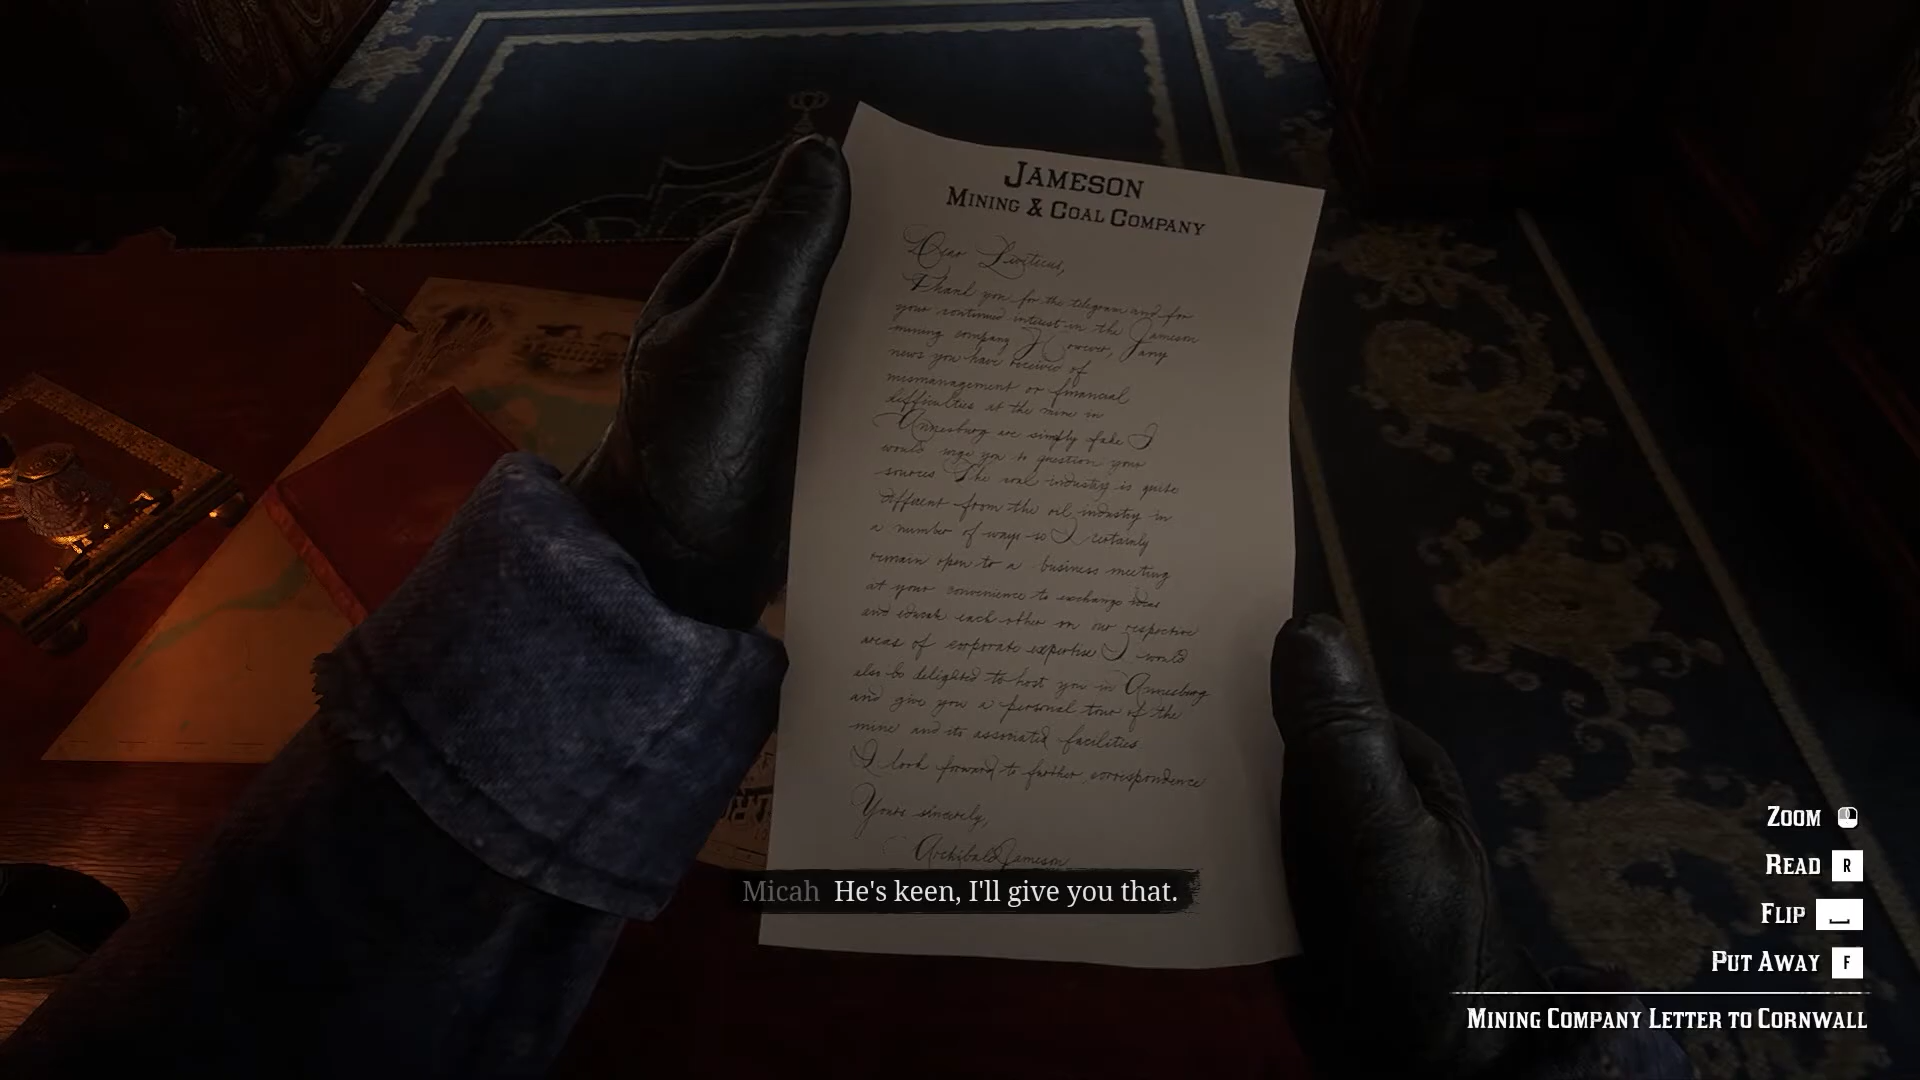 JAMESON
MINING & COAL COMPANY
Dear Leviticus,
Thank you for the telegram and for
your continued interest in the Jameson
mining company However, Jany
news you have received of
mismanagement or financial
difficulties at the mine in
Annesburg are simply fake I
would urge you to question your
sources The coal industry is quite
different from the oil industry in
a number of ways so I certainly
remain open to a business meeting
at your convenience to exchange ideas
and educate each other on our respective
areas of corporate expertise I would
also be delighted to host you in Annesburg
and give you a personal tour of the
mine and its associated facilities
I look forward to further correspondence
Yours sincerely,
Archibald Jameson
Micah He's keen, I'll give you that.
ZOOM
READ R
FLIP
PUT AWAY F
MINING COMPANY LETTER TO CORNWALL